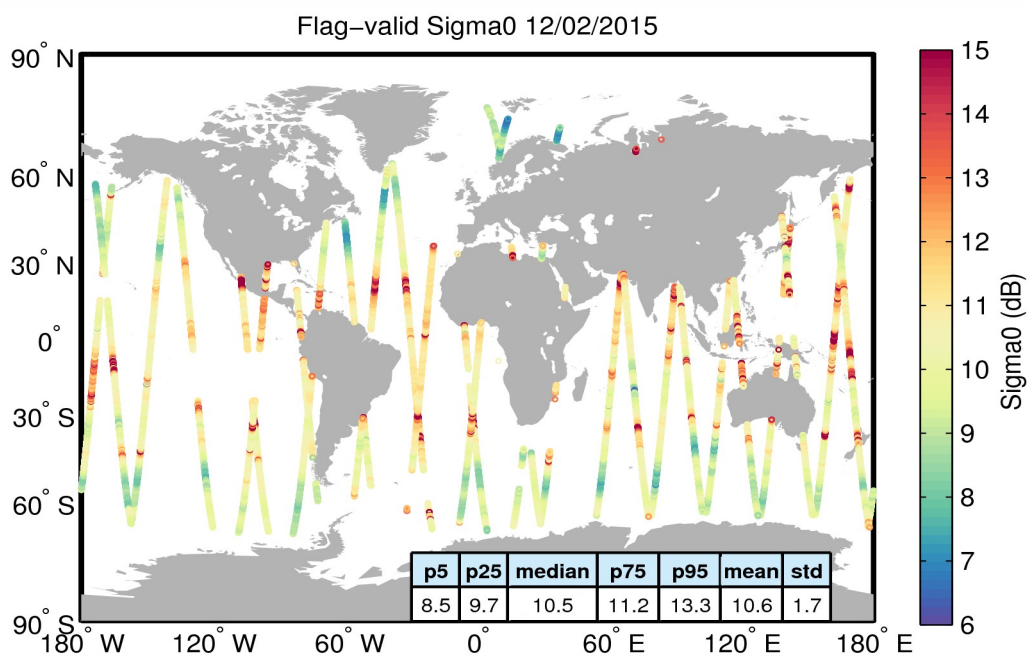 Flag−valid Sigma0 12/02/2015
90° N
60° N
30° N
0°
30° S
60° S
90° S
180° W
120° W
60° W
0°
60° E
120° E
180° E
p5 p25 median p75 p95 mean std
8.5 9.7 10.5 11.2 13.3 10.6 1.7
15
14
13
12
11
10
9
8
7
6
Sigma0 (dB)